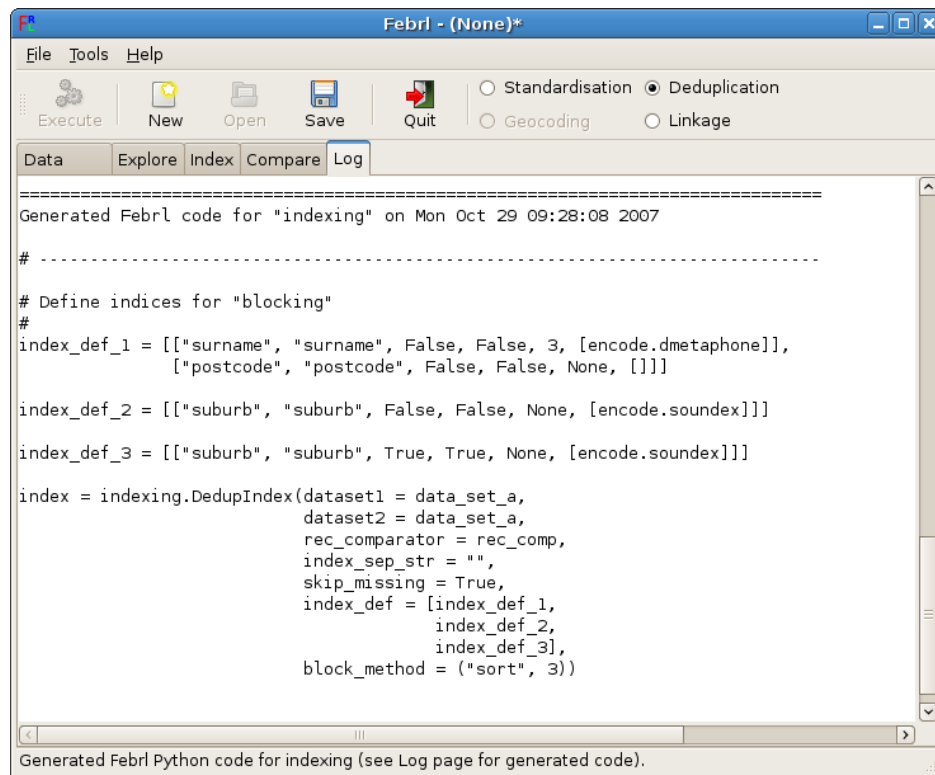 Febrl - (None)*
File Tools Help
Execute New Open Save Quit
Standardisation Deduplication
Geocoding Linkage
Data Explore Index Compare Log
===============================================================================
Generated Febrl code for "indexing" on Mon Oct 29 09:28:08 2007
# -----------------------------------------------------------------------------
# Define indices for "blocking"
#
index_def_1 = [["surname", "surname", False, False, 3, [encode.dmetaphone]],
["postcode", "postcode", False, False, None, []]]
index_def_2 = [["suburb", "suburb", False, False, None, [encode.soundex]]]
index_def_3 = [["suburb", "suburb", True, True, None, [encode.soundex]]]
index = indexing.DedupIndex(dataset1 = data_set_a,
dataset2 = data_set_a,
rec_comparator = rec_comp,
index_sep_str = "",
skip_missing = True,
index_def = [index_def_1,
index_def_2,
index_def_3],
block_method = ("sort", 3))
Generated Febrl Python code for indexing (see Log page for generated code).